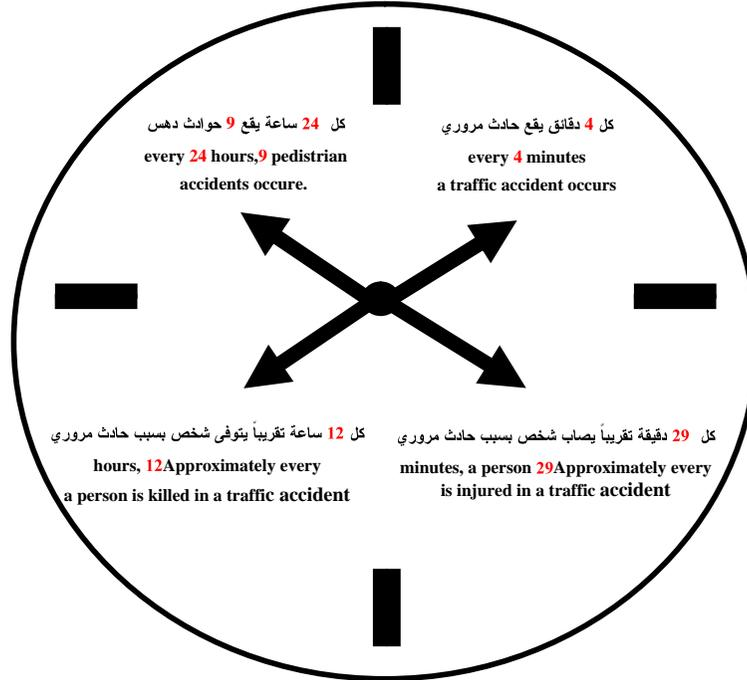 كل 24 ساعة يقع 9 حوادث دهس
every 24 hours,9 pedistrian
accidents occure.
كل 4 دقائق يقع حادث مروري
every 4 minutes
a traffic accident occurs
كل 12 ساعة تقريباً يتوفى شخص بسبب حادث مروري
hours, 12Approximately every
a person is killed in a traffic accident
كل 29 دقيقة تقريباً يصاب شخص بسبب حادث مروري
minutes, a person 29Approximately every
is injured in a traffic accident